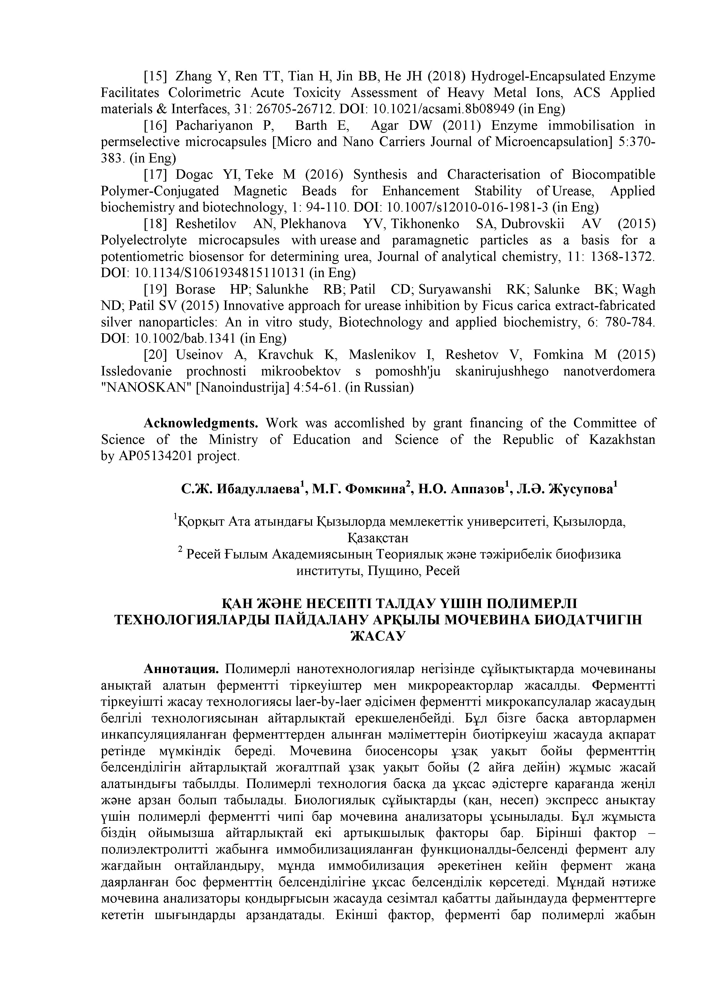 [15] Zhang Y, Ren TT, Tian H, Jin BB, He JH (2018) Hydrogel-Encapsulated Enzyme
Facilitates Colorimetric Acute Toxicity Assessment of Heavy Metal Ions, ACS Applied
materials & Interfaces, 31: 26705-26712. DOI: 10.1021/acsami.8b08949 (in Eng)
[16] Pachariyanon P, Barth E, Agar DW (2011) Enzyme immobilisation in
permselective microcapsules [Micro and Nano Carriers Journal of Microencapsulation] 5:370-
383. (in Eng)
[17] Dogac YI, Teke M (2016) Synthesis and Characterisation of Biocompatible
Polymer-Conjugated Magnetic Beads for Enhancement Stability of Urease, Applied
biochemistry and biotechnology, 1: 94-110. DOI: 10.1007/s12010-016-1981-3 (in Eng)
[18] Reshetilov AN, Plekhanova YV, Tikhonenko SA, Dubrovskii AV (2015)
Polyelectrolyte microcapsules with urease and paramagnetic particles as a basis for a
potentiometric biosensor for determining urea, Journal of analytical chemistry, 11: 1368-1372.
DOI: 10.1134/S1061934815110131 (in Eng)
[19] Borase HP; Salunkhe RB; Patil CD; Suryawanshi RK; Salunke BK; Wagh
ND; Patil SV (2015) Innovative approach for urease inhibition by Ficus carica extract-fabricated
silver nanoparticles: An in vitro study, Biotechnology and applied biochemistry, 6: 780-784.
DOI: 10.1002/bab.1341 (in Eng)
[20] Useinov A, Kravchuk K, Maslenikov I, Reshetov V, Fomkina M (2015)
Issledovanie prochnosti mikroobektov s pomoshh'ju skanirujushhego nanotverdomera
"NANOSKAN" [Nanoindustrija] 4:54-61. (in Russian)
Acknowledgments. Work was accomlished by grant financing of the Committee of
Science of the Ministry of Education and Science of the Republic of Kazakhstan
by AP05134201 project.
С.Ж. Ибадуллаева¹, М.Г. Фомкина², Н.О. Аппазов¹, Л.Ә. Жусупова¹
¹Қорқыт Ата атындағы Қызылорда мемлекеттік университеті, Қызылорда,
Қазақстан
² Ресей Ғылым Академиясының Теориялық және тәжірибелік биофизика
институты, Пущино, Ресей
ҚАН ЖӘНЕ НЕСЕПТІ ТАЛДАУ ҮШІН ПОЛИМЕРЛІ
ТЕХНОЛОГИЯЛАРДЫ ПАЙДАЛАНУ АРҚЫЛЫ МОЧЕВИНА БИОДАТЧИГІН
ЖАСАУ
Аннотация. Полимерлі нанотехнологиялар негізінде сұйықтықтарда мочевинаны
анықтай алатын ферментті тіркеуіштер мен микрореакторлар жасалды. Ферментті
тіркеуішті жасау технологиясы laer-by-laer әдісімен ферментті микрокапсулалар жасаудың
белгілі технологиясынан айтарлықтай ерекшеленбейді. Бұл бізге басқа авторлармен
инкапсуляцияланған ферменттерден алынған мәліметтерін биотіркеуіш жасауда ақпарат
ретінде мүмкіндік береді. Мочевина биосенсоры ұзақ уақыт бойы ферменттің
белсенділігін айтарлықтай жоғалтпай ұзақ уақыт бойы (2 айға дейін) жұмыс жасай
алатындығы табылды. Полимерлі технология басқа да ұқсас әдістерге қарағанда жеңіл
және арзан болып табылады. Биологиялық сұйықтарды (қан, несеп) экспресс анықтау
үшін полимерлі ферментті чипі бар мочевина анализаторы ұсынылады. Бұл жұмыста
біздің ойымызша айтарлықтай екі артықшылық факторы бар. Бірінші фактор –
полиэлектролитті жабынға иммобилизацияланған функционалды-белсенді фермент алу
жағдайын оңтайландыру, мұнда иммобилизация әрекетінен кейін фермент жаңа
даярланған бос ферменттің белсенділігіне ұқсас белсенділік көрсетеді. Мұндай нәтиже
мочевина анализаторы қондырғысын жасауда сезімтал қабатты дайындауда ферменттерге
кететін шығындарды арзандатады. Екінші фактор, ферменті бар полимерлі жабын